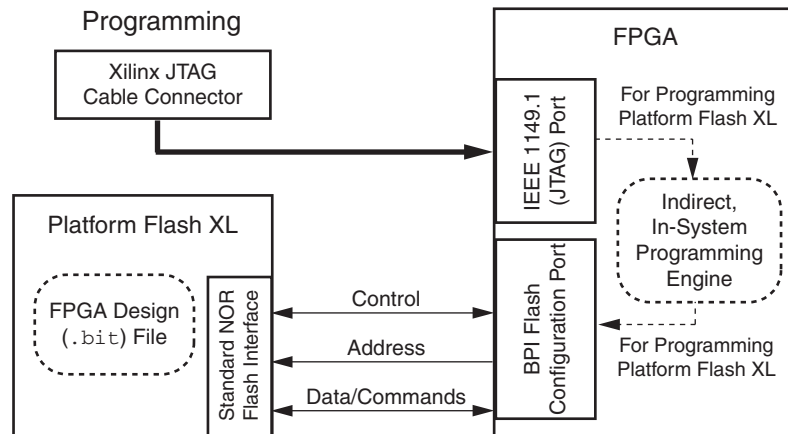 Programming
Xilinx JTAG
Cable Connector
FPGA
IEEE 1149.1
(JTAG) Port
For Programming
Platform Flash XL
Indirect,
In-System
Programming
Engine
For Programming
Platform Flash XL
BPI Flash
Configuration Port
Platform Flash XL
FPGA Design
(.bit) File
Standard NOR
Flash Interface
Control
Address
Data/Commands